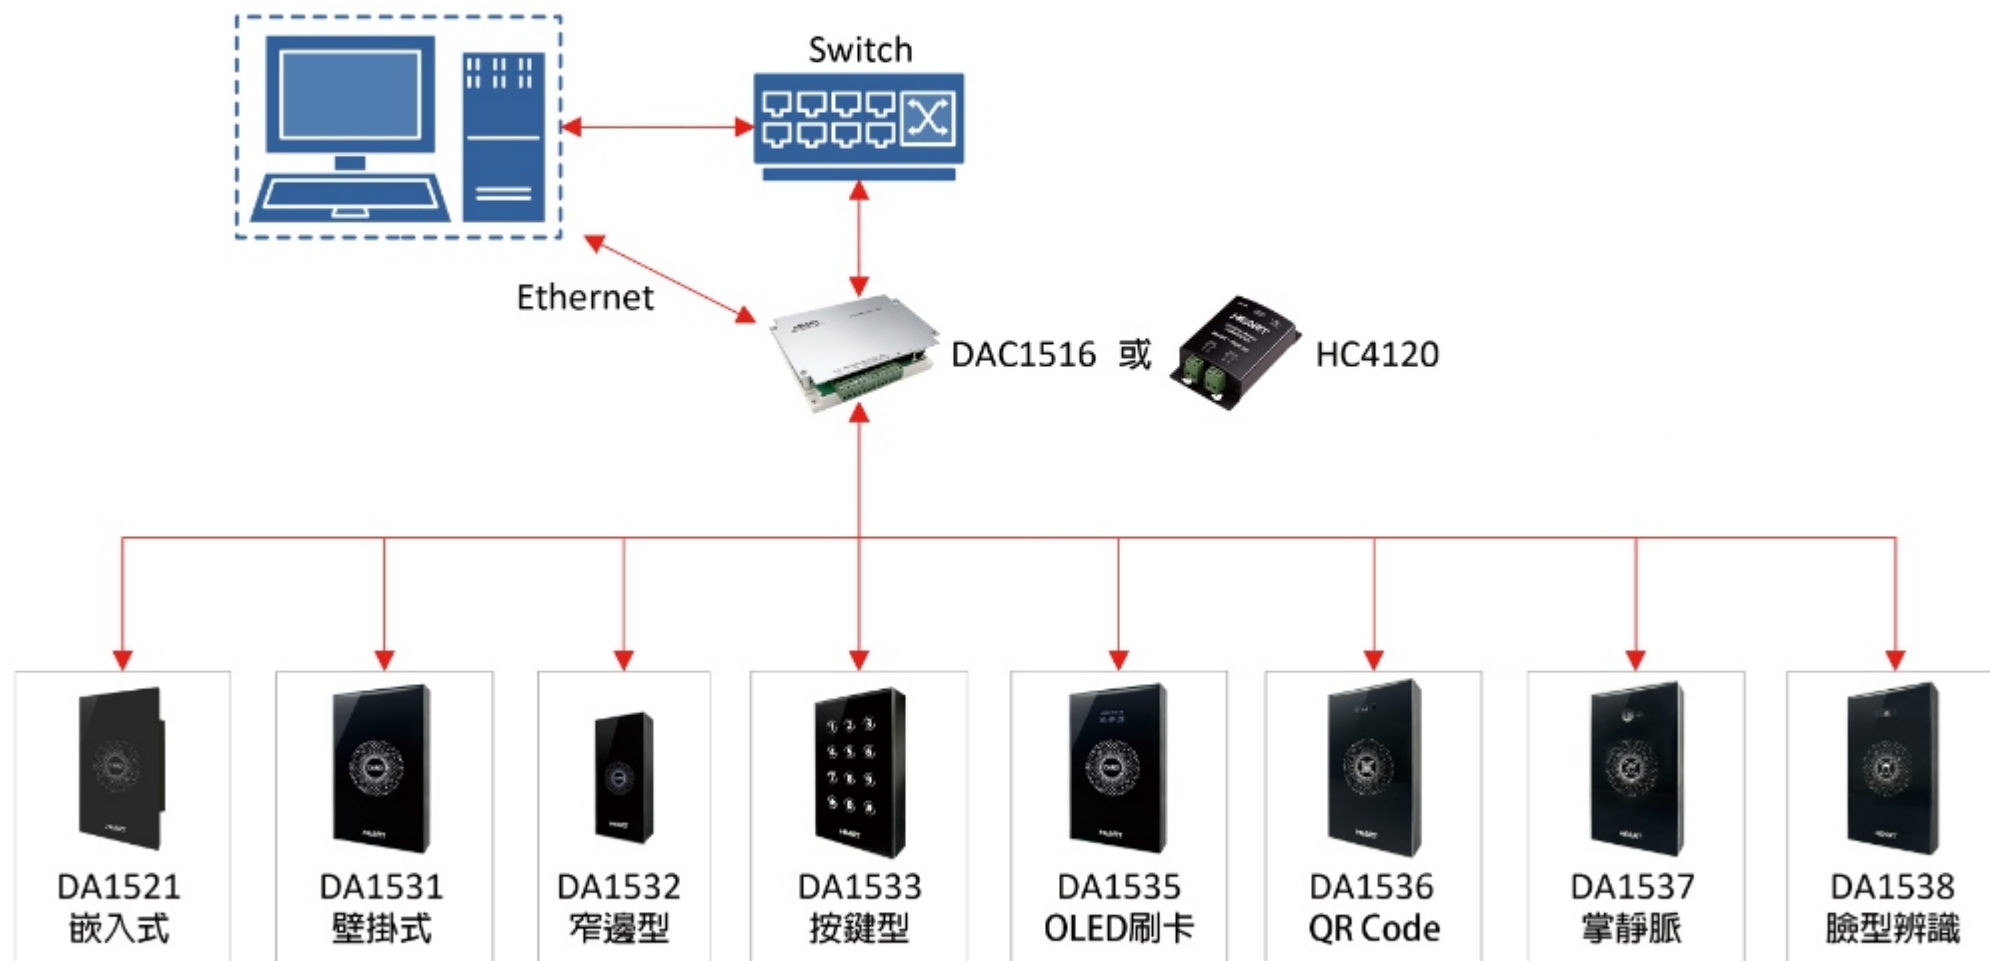 Switch
Ethernet
DAC1516 或 HC4120
HEART
DA1521
嵌入式
DA1531
壁掛式
DA1532
窄邊型
DA1533
按鍵型
DA1535
OLED刷卡
DA1536
QR Code
DA1537
掌靜脈
DA1538
臉型辨識